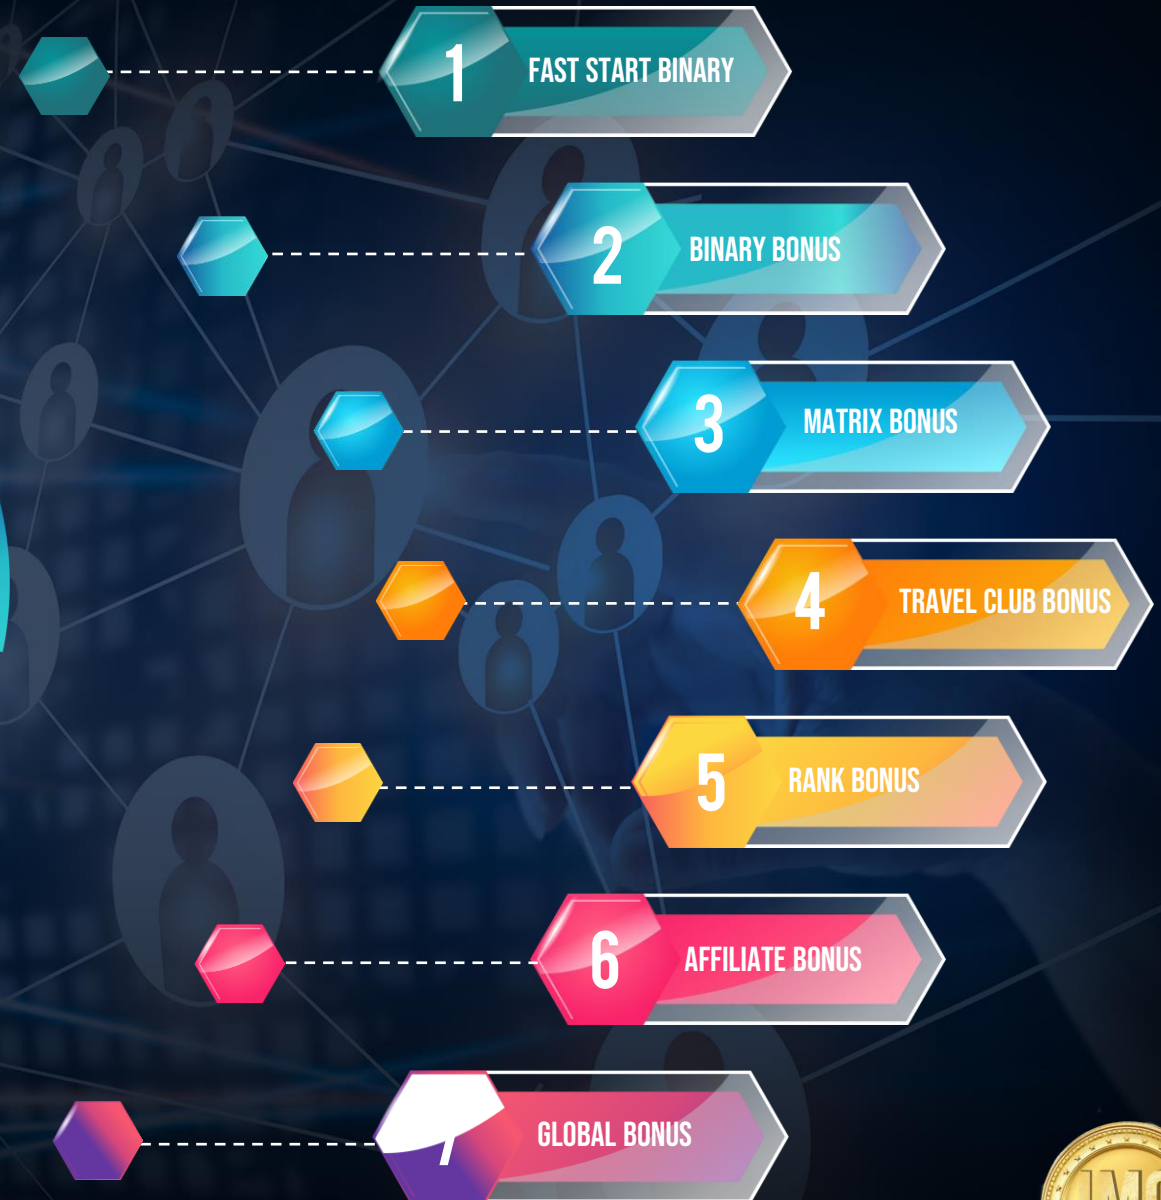 1
FAST START BINARY
2
BINARY BONUS
3
MATRIX BONUS
4
TRAVEL CLUB BONUS
5
RANK BONUS
6
AFFILIATE BONUS
7
GLOBAL BONUS